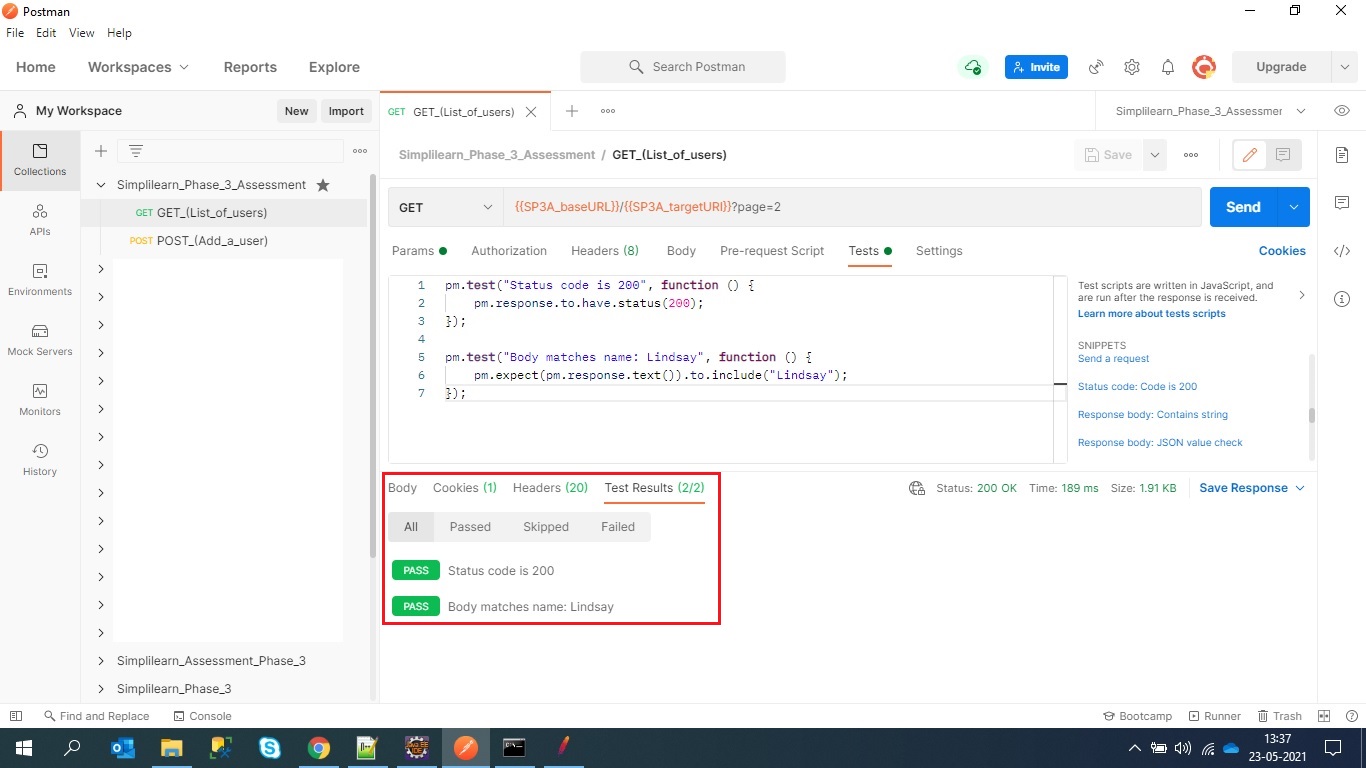 Postman
File Edit View Help
Home Workspaces Reports Explore Search Postman Invite Upgrade
My Workspace New Import
GET GET_(List_of_users)
Simplilearn_Phase_3_Assessmer
Collections
APIs
Environments
Mock Servers
Monitors
History
Simplilearn_Phase_3_Assessment
GET GET_(List_of_users)
POST POST_(Add_a_user)
Simplilearn_Assessment_Phase_3
Simplilearn_Phase_3
Simplilearn_Phase_3_Assessment / GET_(List_of_users)
Save
GET {{SP3A_baseURL}}/{{SP3A_targetURI}}?page=2 Send
Params Authorization Headers (8) Body Pre-request Script Tests Settings Cookies
1 pm.test("Status code is 200", function () {
2 pm.response.to.have.status(200);
3 });
4
5 pm.test("Body matches name: Lindsay", function () {
6 pm.expect(pm.response.text()).to.include("Lindsay");
7 });
Test scripts are written in JavaScript, and
are run after the response is received.
Learn more about tests scripts
SNIPPETS
Send a request
Status code: Code is 200
Response body: Contains string
Response body: JSON value check
Body Cookies (1) Headers (20) Test Results (2/2) Status: 200 OK Time: 189 ms Size: 1.91 KB Save Response
All Passed Skipped Failed
PASS Status code is 200
PASS Body matches name: Lindsay
Find and Replace Console Bootcamp Runner Trash
13:37
23-05-2021